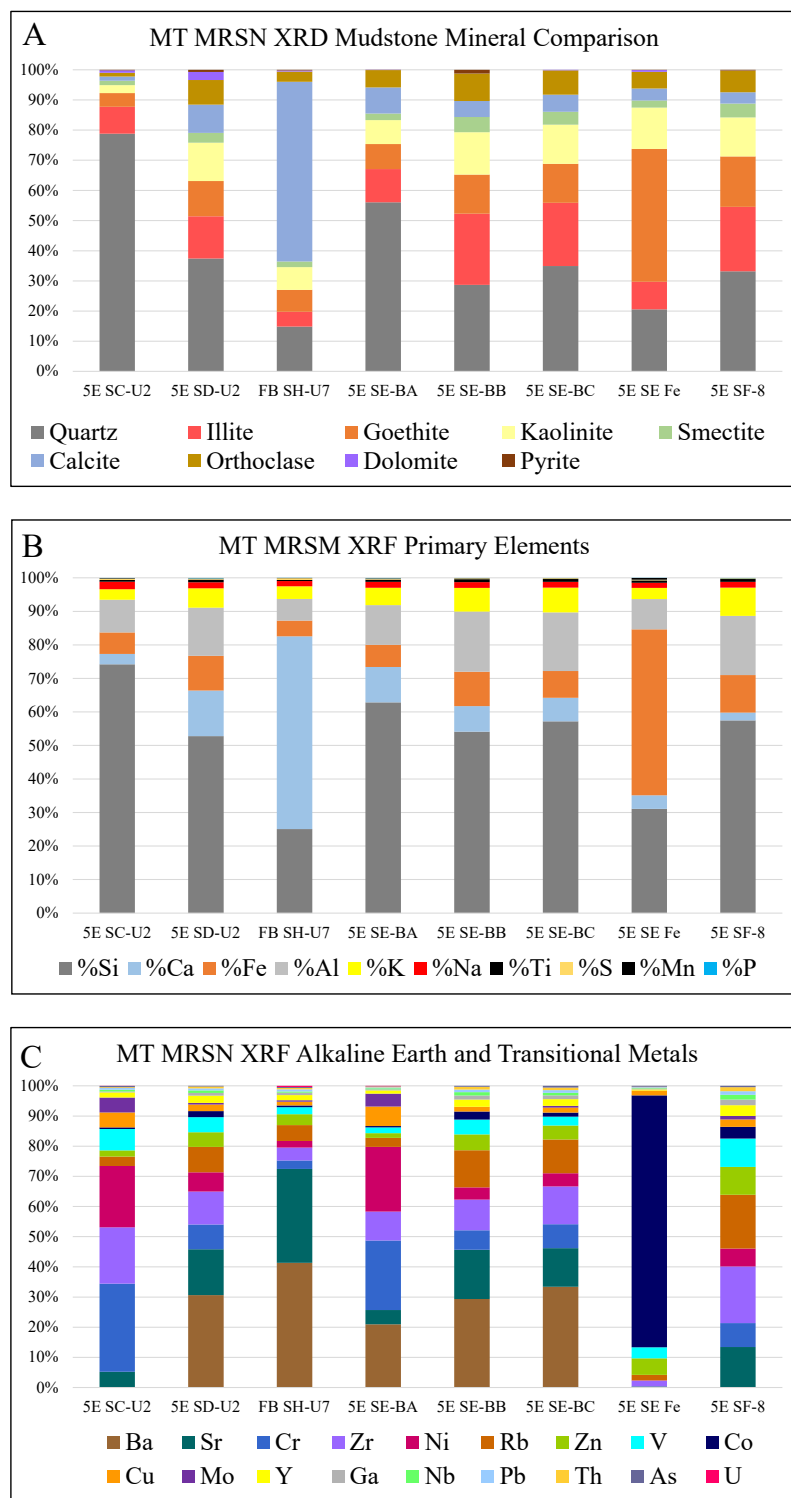 A
MT MRSN XRD Mudstone Mineral Comparison
100%
90%
80%
70%
60%
50%
40%
30%
20%
10%
0%
5E SC-U2 5E SD-U2 FB SH-U7 5E SE-BA 5E SE-BB 5E SE-BC 5E SE Fe 5E SF-8
Quartz Illite Goethite Kaolinite Smectite
Calcite Orthoclase Dolomite Pyrite
B
MT MRSM XRF Primary Elements
100%
90%
80%
70%
60%
50%
40%
30%
20%
10%
0%
5E SC-U2 5E SD-U2 FB SH-U7 5E SE-BA 5E SE-BB 5E SE-BC 5E SE Fe 5E SF-8
%Si %Ca %Fe %Al %K %Na %Ti %S %Mn %P
C
MT MRSN XRF Alkaline Earth and Transitional Metals
100%
90%
80%
70%
60%
50%
40%
30%
20%
10%
0%
5E SC-U2 5E SD-U2 FB SH-U7 5E SE-BA 5E SE-BB 5E SE-BC 5E SE Fe 5E SF-8
Ba Sr Cr Zr Ni Rb Zn V Co
Cu Mo Y Ga Nb Pb Th As U